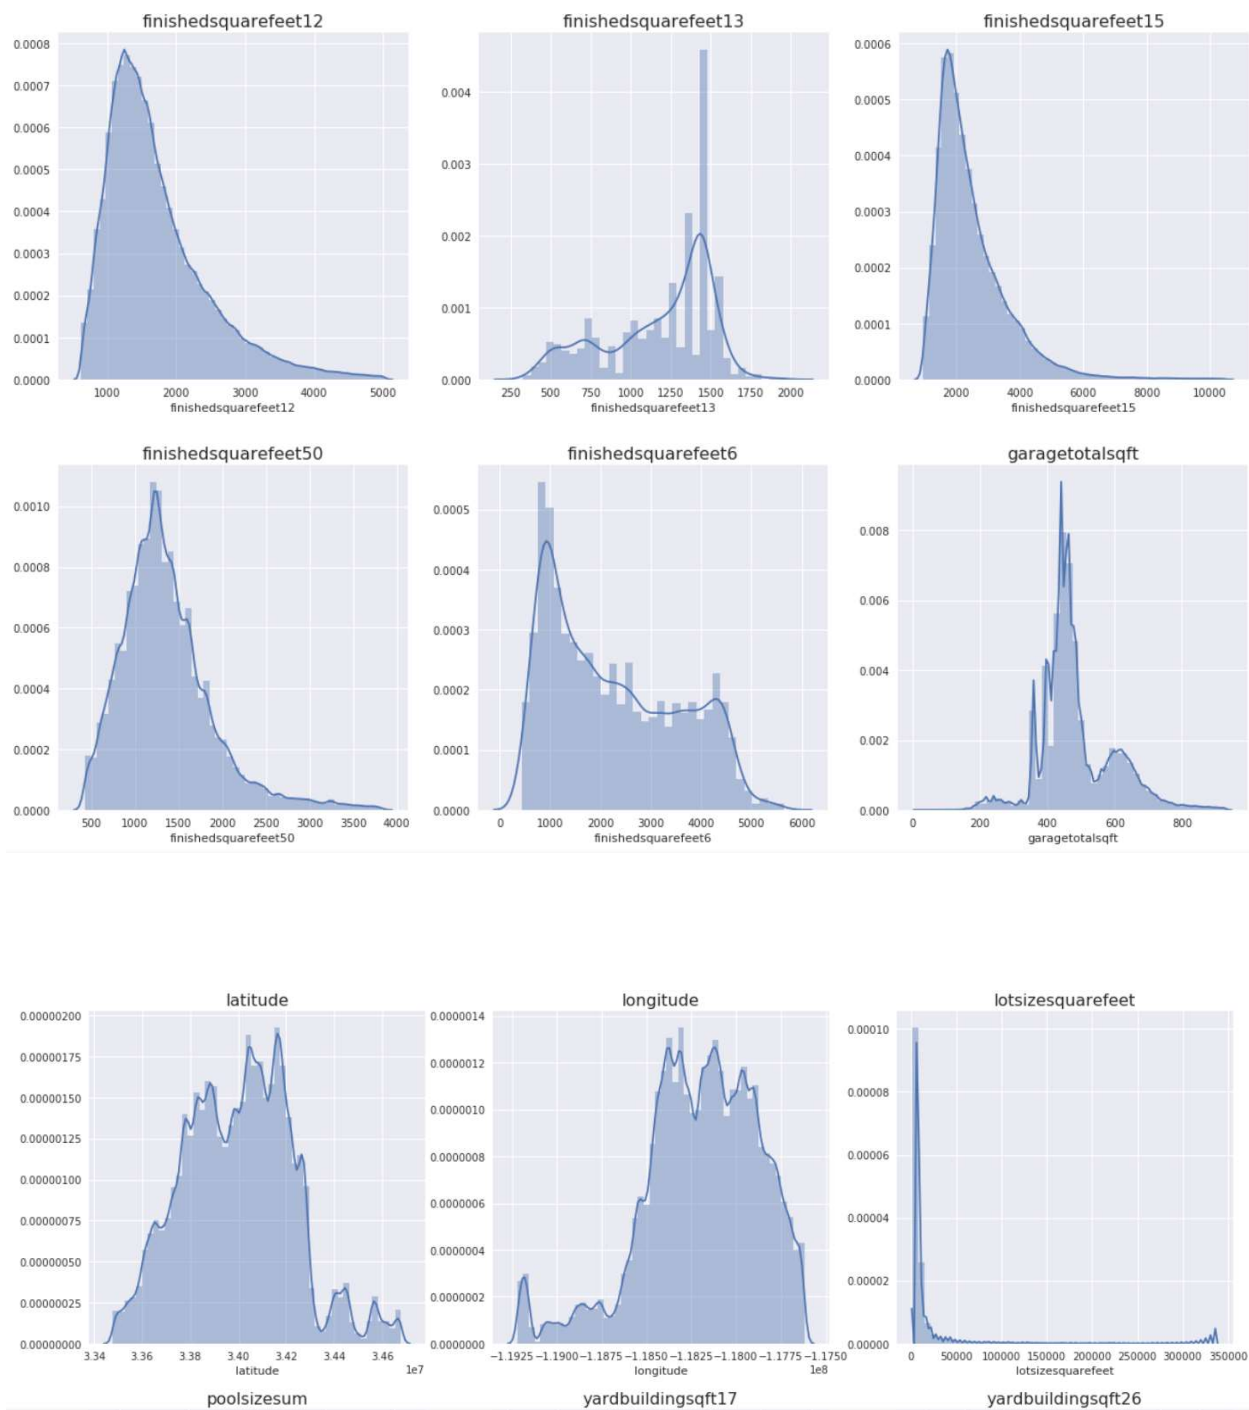 finishedsquarefeet12 finishedsquarefeet13 finishedsquarefeet15
0.0008
0.0007
0.0006
0.0005
0.0004
0.0003
0.0002
0.0001
0.0000
1000 2000 3000 4000 5000
finishedsquarefeet12
0.004
0.003
0.002
0.001
0.000
250 500 750 1000 1250 1500 1750 2000
finishedsquarefeet13
0.0006
0.0005
0.0004
0.0003
0.0002
0.0001
0.0000
2000 4000 6000 8000 10000
finishedsquarefeet15
finishedsquarefeet50 finishedsquarefeet6 garagetotalsqft
0.0010
0.0008
0.0006
0.0004
0.0002
0.0000
500 1000 1500 2000 2500 3000 3500 4000
finishedsquarefeet50
0.0005
0.0004
0.0003
0.0002
0.0001
0.0000
0 1000 2000 3000 4000 5000 6000
finishedsquarefeet6
0.008
0.006
0.004
0.002
0.000
0 200 400 600 800
garagetotalsqft
latitude longitude lotsizesquarefeet
0.00000200
0.00000175
0.00000150
0.00000125
0.00000100
0.00000075
0.00000050
0.00000025
0.00000000
3.34 3.36 3.38 3.40 3.42 3.44 3.46
latitude 1e7
0.0000014
0.0000012
0.0000010
0.0000008
0.0000006
0.0000004
0.0000002
0.0000000
−1.1925 −1.1900 −1.1875 −1.1850 −1.1825 −1.1800 −1.1775 −1.1750
longitude 1e8
0.00010
0.00008
0.00006
0.00004
0.00002
0.00000
0 50000 100000 150000 200000 250000 300000 350000
lotsizesquarefeet
poolsizesum yardbuildingsqft17 yardbuildingsqft26